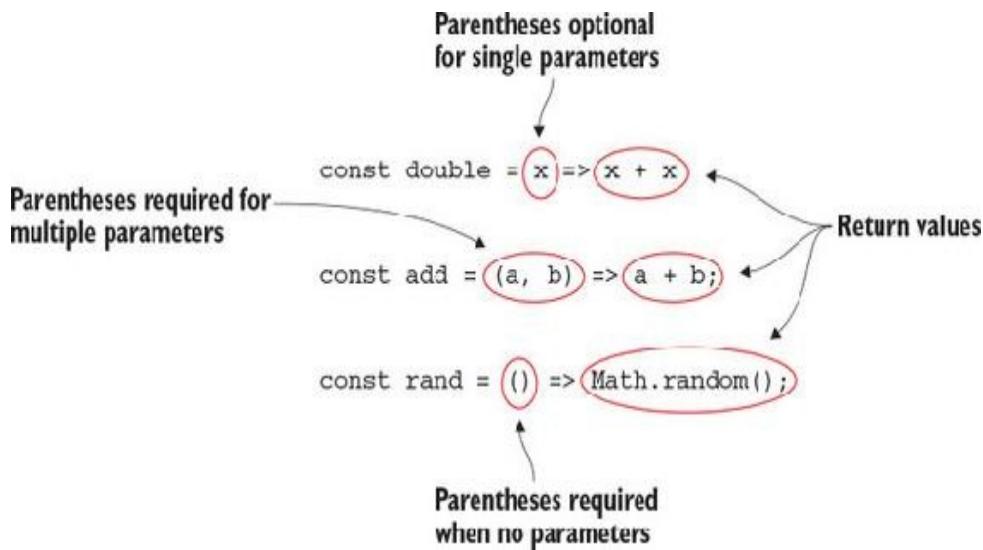 Parentheses optional
for single parameters
const double = x => x + x
Parentheses required for
multiple parameters
Return values
const add = (a, b) => a + b;
const rand = () => Math.random();
Parentheses required
when no parameters